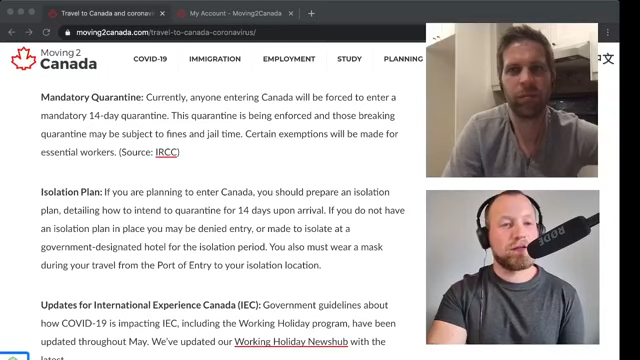 Travel to Canada and coronavi
My Account - Moving2Canada
moving2canada.com/travel-to-canada-coronavirus/
Moving2
Canada
COVID-19
IMMIGRATION
EMPLOYMENT
STUDY
PLANNING
中文
Mandatory Quarantine: Currently, anyone entering Canada will be forced to enter a
mandatory 14-day quarantine. This quarantine is being enforced and those breaking
quarantine may be subject to fines and jail time. Certain exemptions will be made for
essential workers. (Source: IRCC)
Isolation Plan: If you are planning to enter Canada, you should prepare an isolation
plan, detailing how to intend to quarantine for 14 days upon arrival. If you do not have
an isolation plan in place you may be denied entry, or made to isolate at a
government-designated hotel for the isolation period. You also must wear a mask
during your travel from the Port of Entry to your isolation location.
Updates for International Experience Canada (IEC): Government guidelines about
how COVID-19 is impacting IEC, including the Working Holiday program, have been
updated throughout May. We've updated our Working Holiday Newshub with the
latest
RODE